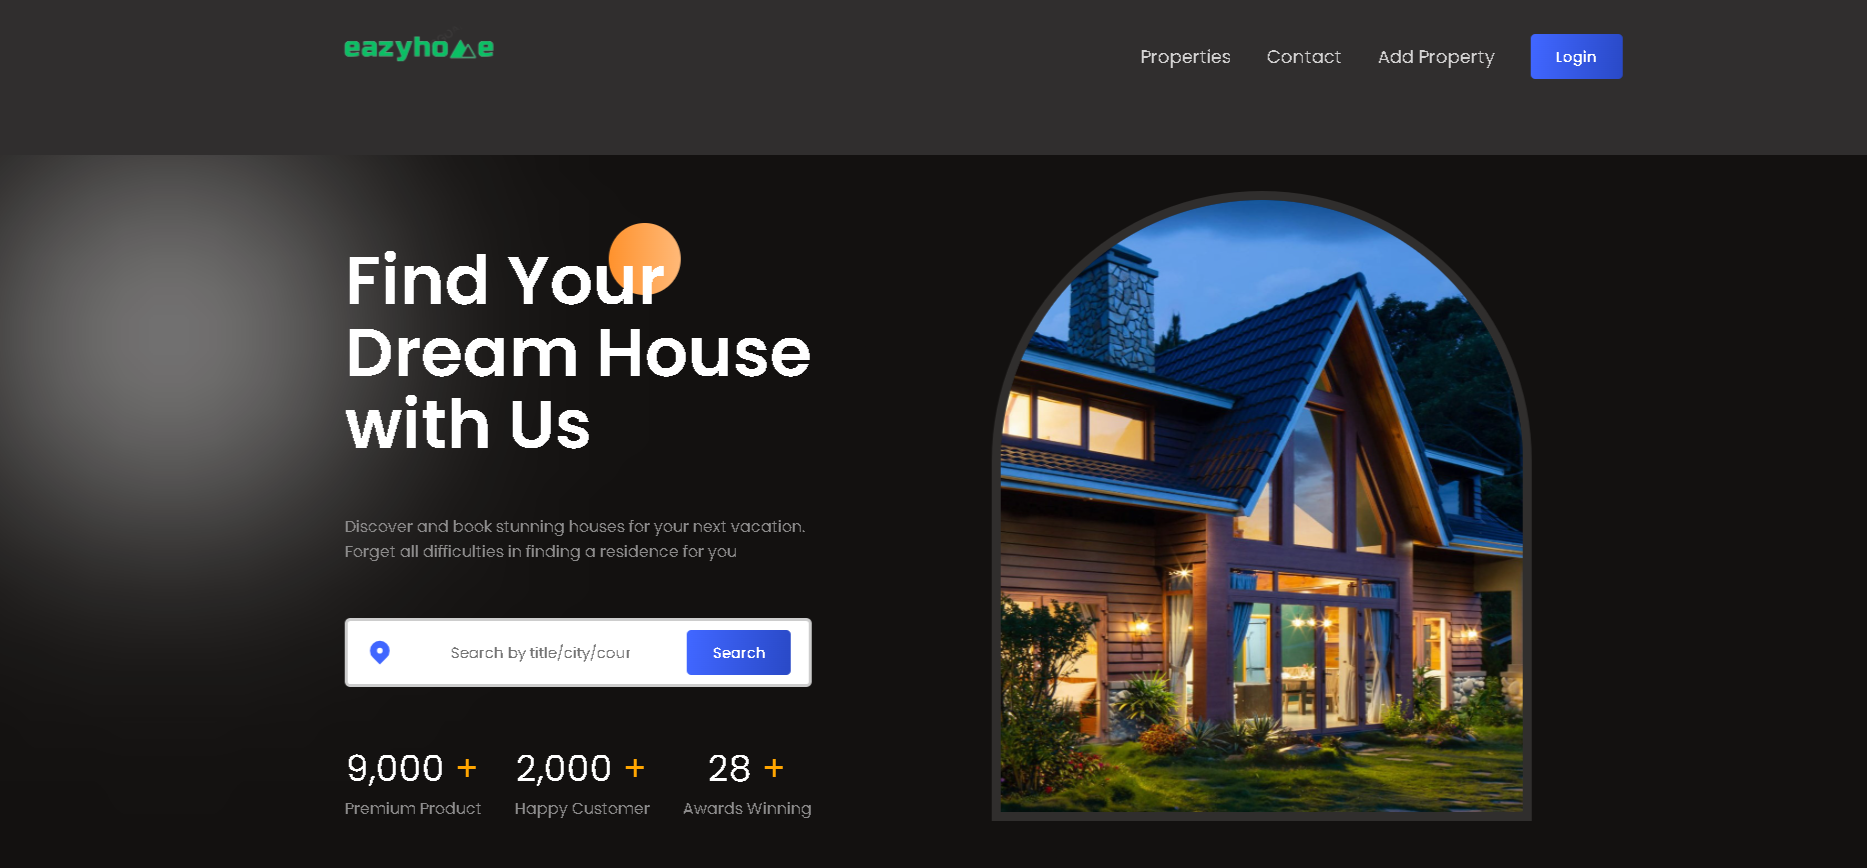 eazyhome
Properties Contact Add Property Login
Find Your
Dream House
with Us
Discover and book stunning houses for your next vacation.
Forget all difficulties in finding a residence for you
Search by title/city/cour Search
9,000 + 2,000 + 28 +
Premium Product Happy Customer Awards Winning